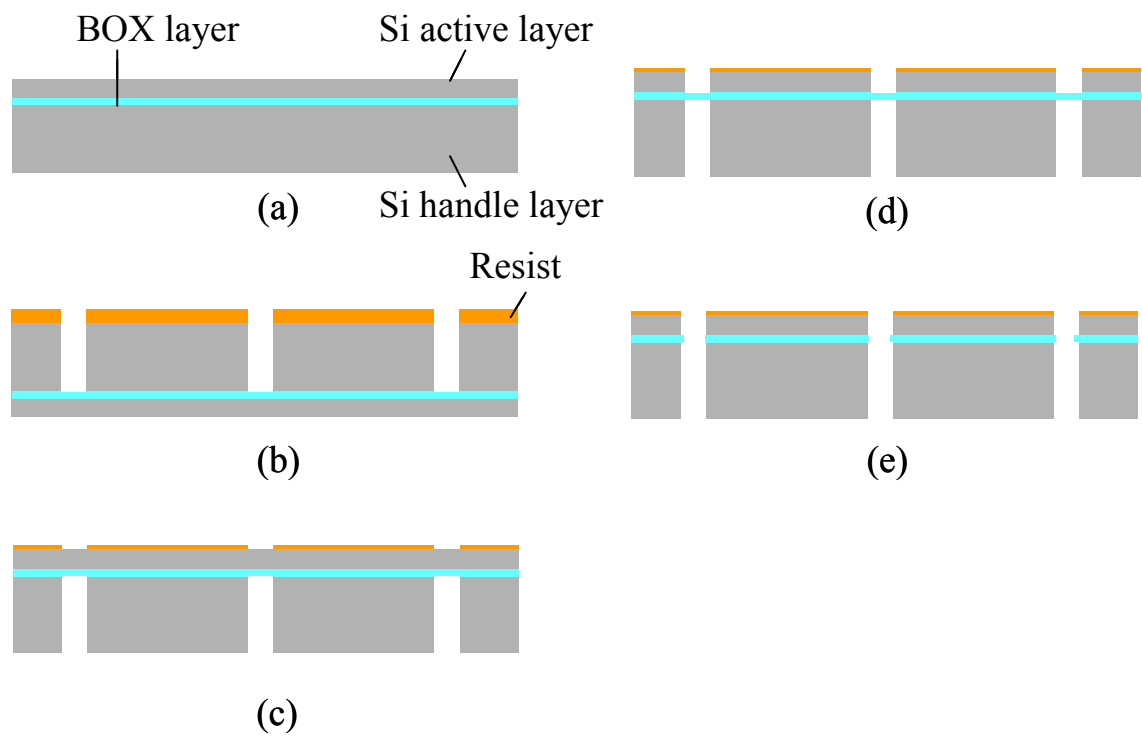 BOX layer
Si active layer
Si handle layer
(a)
Resist
(b)
(c)
(d)
(e)